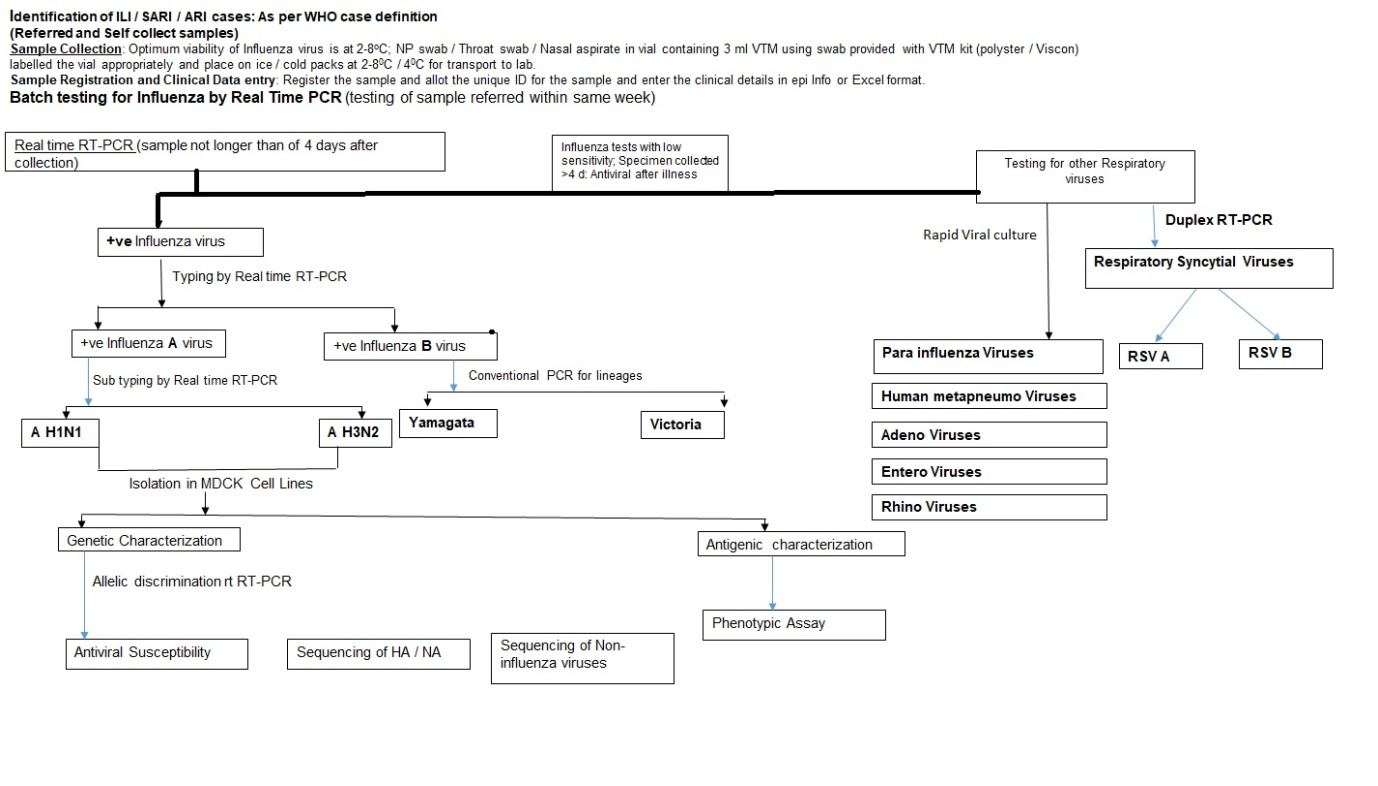 Identification of ILI / SARI / ARI cases: As per WHO case definition
(Referred and Self collect samples)
Sample Collection: Optimum viability of Influenza virus is at 2-8ºC; NP swab / Throat swab / Nasal aspirate in vial containing 3 ml VTM using swab provided with VTM kit (polyster / Viscon)
labelled the vial appropriately and place on ice / cold packs at 2-8⁰C / 4⁰C for transport to lab.
Sample Registration and Clinical Data entry: Register the sample and allot the unique ID for the sample and enter the clinical details in epi Info or Excel format.
Batch testing for Influenza by Real Time PCR (testing of sample referred within same week)
Real time RT-PCR (sample not longer than of 4 days after
collection)
Influenza tests with low
sensitivity; Specimen collected
>4 d: Antiviral after illness
Testing for other Respiratory
viruses
Duplex RT-PCR
Rapid Viral culture
+ve Influenza virus
Respiratory Syncytial Viruses
Typing by Real time RT-PCR
+ve Influenza A virus
+ve Influenza B virus
Para influenza Viruses
RSV A
RSV B
Sub typing by Real time RT-PCR
Conventional PCR for lineages
Human metapneumo Viruses
A H1N1
A H3N2
Yamagata
Victoria
Adeno Viruses
Entero Viruses
Isolation in MDCK Cell Lines
Rhino Viruses
Genetic Characterization
Antigenic characterization
Allelic discrimination rt RT-PCR
Phenotypic Assay
Antiviral Susceptibility
Sequencing of HA / NA
Sequencing of Non-
influenza viruses